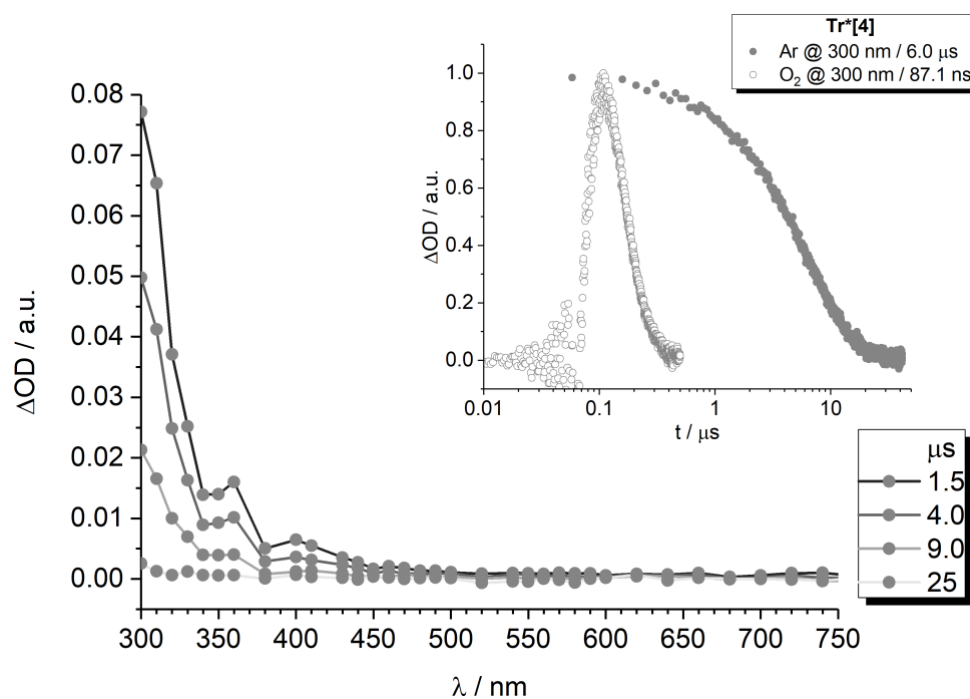 Tr*[4]
Ar @ 300 nm / 6.0 μs
O₂ @ 300 nm / 87.1 ns
1.0
0.8
0.6
0.4
0.2
0.0
ΔOD / a.u.
0.01 0.1 1 10
t / μs
0.08
0.07
0.06
0.05
0.04
0.03
0.02
0.01
0.00
ΔOD / a.u.
300 350 400 450 500 550 600 650 700 750
λ / nm
μs
1.5
4.0
9.0
25